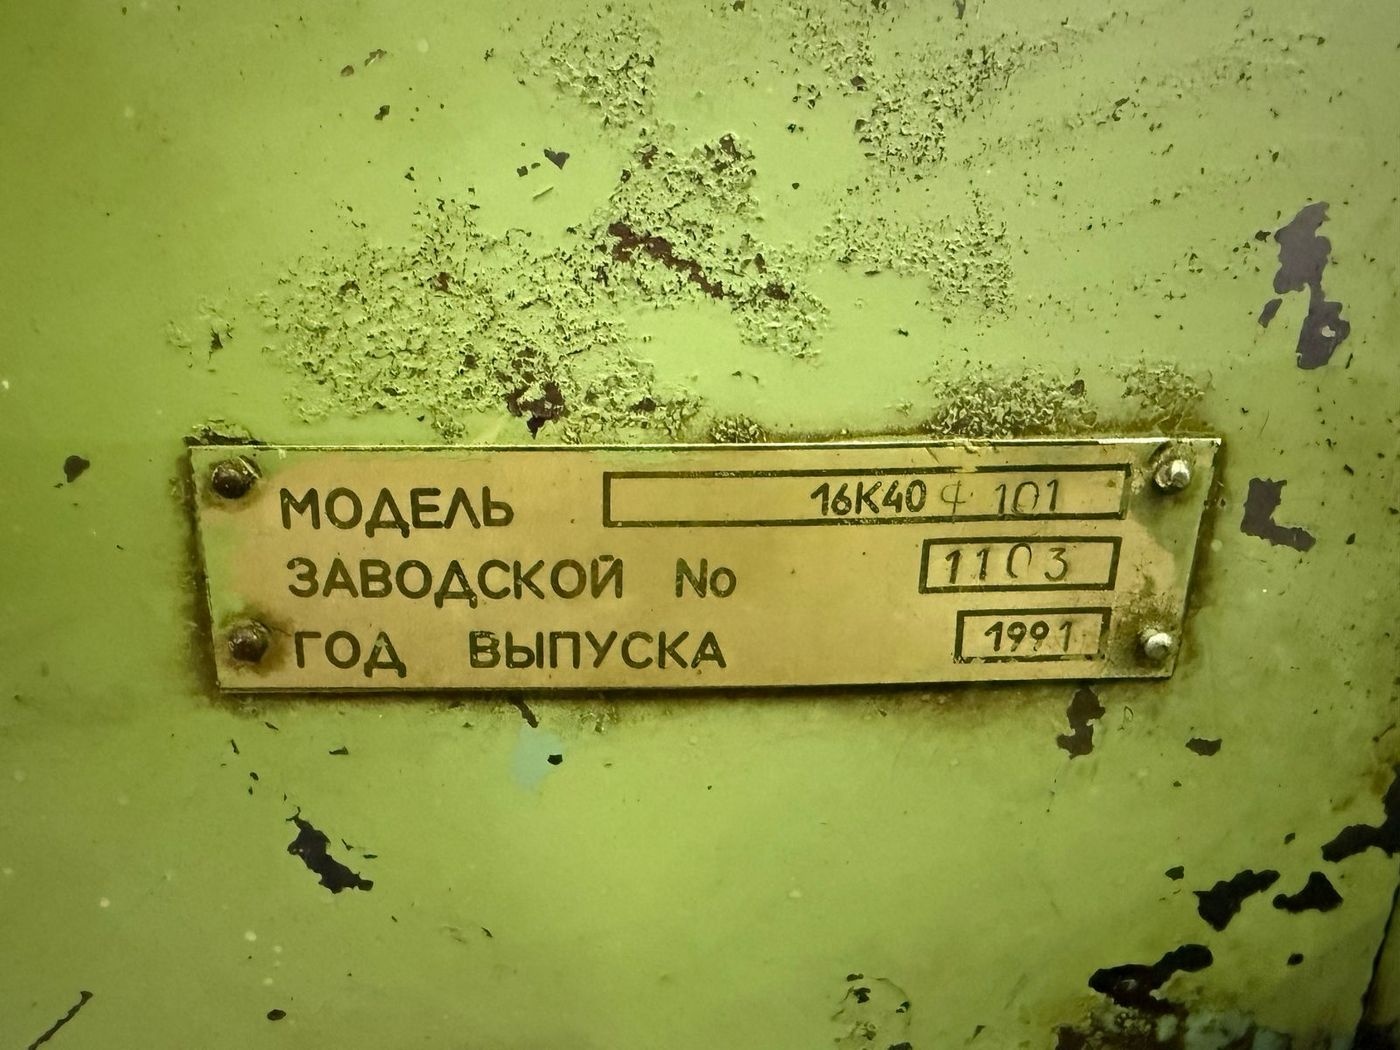 МОДЕЛЬ 16К40Ф101
ЗАВОДСКОЙ No 1103
ГОД ВЫПУСКА 1991